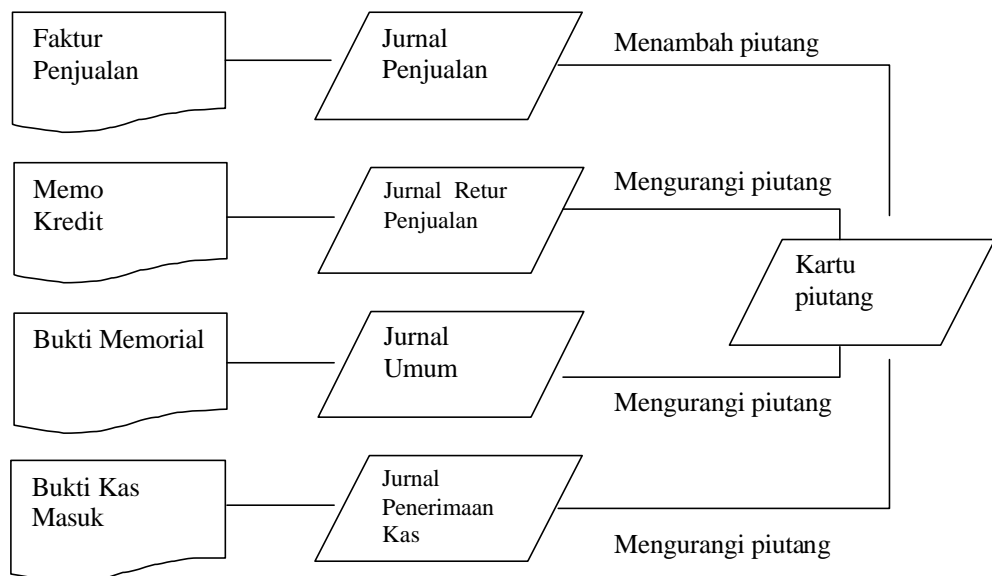 Faktur
Penjualan
Jurnal
Penjualan
Menambah piutang
Memo
Kredit
Jurnal Retur
Penjualan
Mengurangi piutang
Kartu
piutang
Bukti Memorial
Jurnal
Umum
Mengurangi piutang
Bukti Kas
Masuk
Jurnal
Penerimaan
Kas
Mengurangi piutang